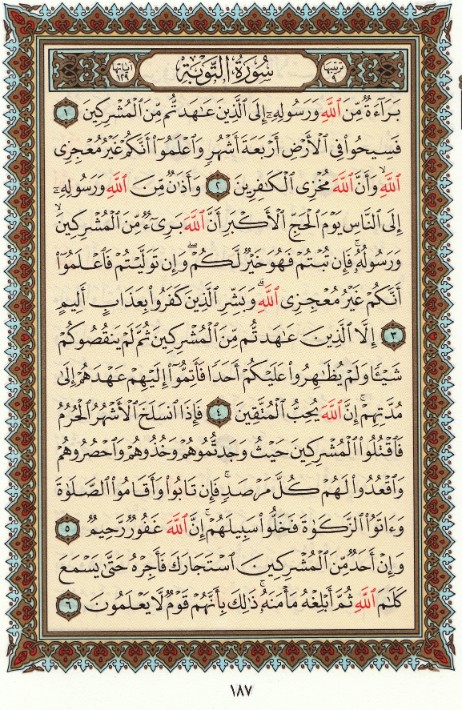 ترتيبها ٩ سُورَةُ التَّوْبَةِ آياتها ١٢٩
بَرَآءَةٌ مِّنَ ٱللَّهِ وَرَسُولِهِۦٓ إِلَى ٱلَّذِينَ عَٰهَدتُّم مِّنَ ٱلْمُشْرِكِينَ ١
فَسِيحُوا۟ فِى ٱلْأَرْضِ أَرْبَعَةَ أَشْهُرٍ وَٱعْلَمُوٓا۟ أَنَّكُمْ غَيْرُ مُعْجِزِى
ٱللَّهِ ۙ وَأَنَّ ٱللَّهَ مُخْزِى ٱلْكَٰفِرِينَ ٢ وَأَذَٰنٌ مِّنَ ٱللَّهِ وَرَسُولِهِۦٓ
إِلَى ٱلنَّاسِ يَوْمَ ٱلْحَجِّ ٱلْأَكْبَرِ أَنَّ ٱللَّهَ بَرِىٓءٌ مِّنَ ٱلْمُشْرِكِينَ ۙ
وَرَسُولُهُۥ ۚ فَإِن تُبْتُمْ فَهُوَ خَيْرٌ لَّكُمْ ۖ وَإِن تَوَلَّيْتُمْ فَٱعْلَمُوٓا۟
أَنَّكُمْ غَيْرُ مُعْجِزِى ٱللَّهِ ۗ وَبَشِّرِ ٱلَّذِينَ كَفَرُوا۟ بِعَذَابٍ أَلِيمٍ
٣ إِلَّا ٱلَّذِينَ عَٰهَدتُّم مِّنَ ٱلْمُشْرِكِينَ ثُمَّ لَمْ يَنقُصُوكُمْ
شَيْـًٔا وَلَمْ يُظَٰهِرُوا۟ عَلَيْكُمْ أَحَدًا فَأَتِمُّوٓا۟ إِلَيْهِمْ عَهْدَهُمْ إِلَىٰ
مُدَّتِهِمْ ۚ إِنَّ ٱللَّهَ يُحِبُّ ٱلْمُتَّقِينَ ٤ فَإِذَا ٱنسَلَخَ ٱلْأَشْهُرُ ٱلْحُرُمُ
فَٱقْتُلُوا۟ ٱلْمُشْرِكِينَ حَيْثُ وَجَدتُّمُوهُمْ وَخُذُوهُمْ وَٱحْصُرُوهُمْ
وَٱقْعُدُوا۟ لَهُمْ كُلَّ مَرْصَدٍ ۚ فَإِن تَابُوا۟ وَأَقَامُوا۟ ٱلصَّلَوٰةَ
وَءَاتَوُا۟ ٱلزَّكَوٰةَ فَخَلُّوا۟ سَبِيلَهُمْ ۚ إِنَّ ٱللَّهَ غَفُورٌ رَّحِيمٌ ٥
وَإِنْ أَحَدٌ مِّنَ ٱلْمُشْرِكِينَ ٱسْتَجَارَكَ فَأَجِرْهُ حَتَّىٰ يَسْمَعَ
كَلَٰمَ ٱللَّهِ ثُمَّ أَبْلِغْهُ مَأْمَنَهُۥ ۚ ذَٰلِكَ بِأَنَّهُمْ قَوْمٌ لَّا يَعْلَمُونَ ٦
١٨٧